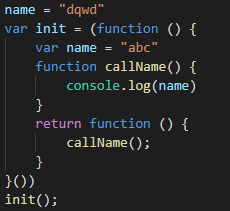 name = "dqwd"
var init = (function () {
    var name = "abc"
    function callName() {
        console.log(name)
    }
    return function () {
        callName();
    }
}())
init();